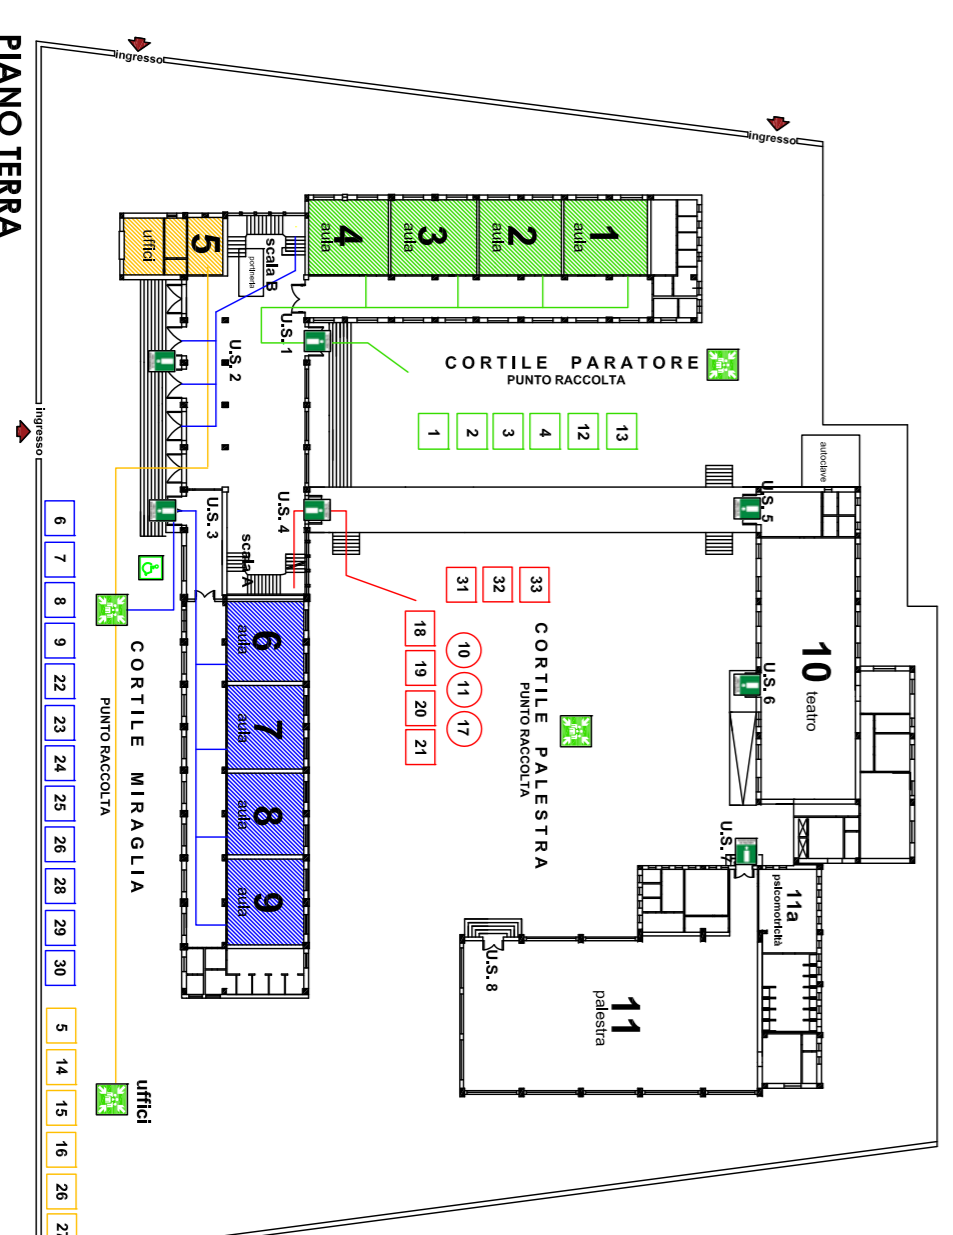 PIANO TERRA
ingresso
ingresso
ingresso
4
aula
3
aula
2
aula
1
aula
5
uffici
scala B
portineria
U.S. 1
U.S. 2
CORTILE PARATORE
PUNTO RACCOLTA
1
2
3
4
12
13
autoclave
U.S. 3
U.S. 4
scala A
U.S. 5
U.S. 6
10
teatro
31
32
33
18
19
20
21
10
11
17
CORTILE PALESTRA
PUNTO RACCOLTA
6
aula
7
aula
8
aula
9
aula
CORTILE MIRAGLIA
PUNTO RACCOLTA
U.S. 7
11a
psicomotricità
U.S. 8
11
palestra
6
7
8
9
22
23
24
25
26
28
29
30
uffici
5
14
15
16
26
27